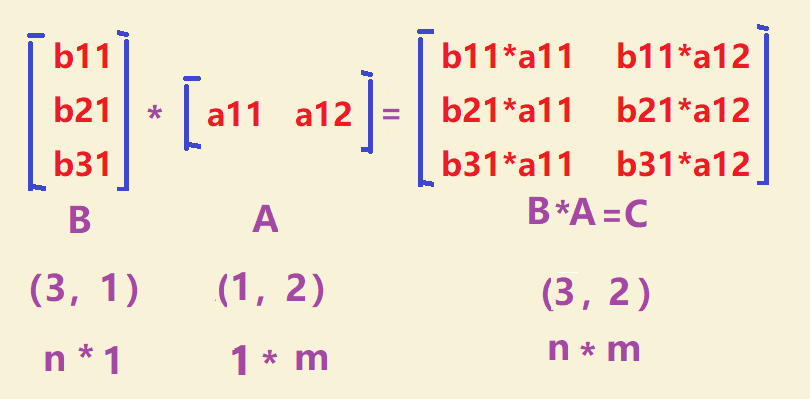 b11
b21
b31
*
a11 a12
=
b11*a11 b11*a12
b21*a11 b21*a12
b31*a11 b31*a12
B
A
B*A=C
(3, 1)
(1, 2)
(3, 2)
n * 1
1 * m
n * m